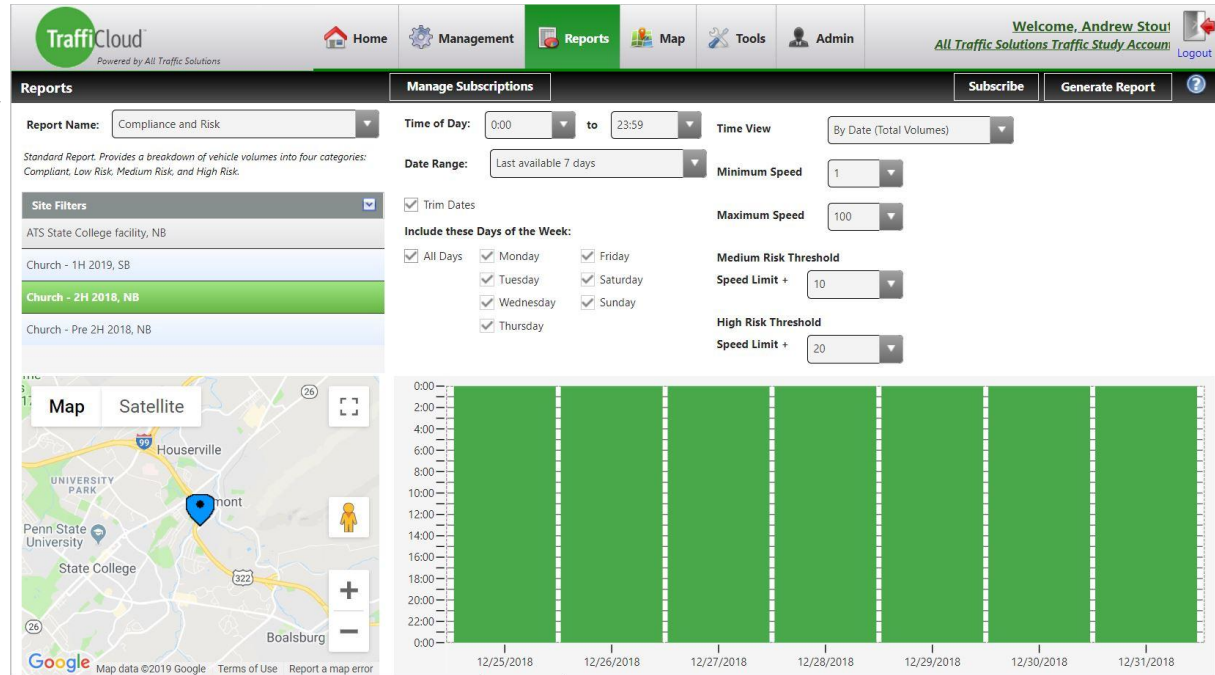 TraffiCloud
Powered by All Traffic Solutions
Home
Management
Reports
Map
Tools
Admin
Welcome, Andrew Stout
All Traffic Solutions Traffic Study Accoun
Logout
Reports
Manage Subscriptions
Subscribe
Generate Report
?
Report Name: Compliance and Risk
Standard Report. Provides a breakdown of vehicle volumes into four categories:
Compliant, Low Risk, Medium Risk, and High Risk.
Site Filters
ATS State College facility, NB
Church - 1H 2019, SB
Church - 2H 2018, NB
Church - Pre 2H 2018, NB
Time of Day: 0:00 to 23:59
Date Range: Last available 7 days
Trim Dates
Include these Days of the Week:
All Days Monday Friday
Tuesday Saturday
Wednesday Sunday
Thursday
Time View By Date (Total Volumes)
Minimum Speed 1
Maximum Speed 100
Medium Risk Threshold
Speed Limit + 10
High Risk Threshold
Speed Limit + 20
Map Satellite
26
99
Houserville
UNIVERSITY
PARK
mont
Penn State
University
State College
322
26
Boalsburg
+
−
Google Map data ©2019 Google Terms of Use Report a map error
0:00
2:00
4:00
6:00
8:00
10:00
12:00
14:00
16:00
18:00
20:00
22:00
0:00
12/25/2018 12/26/2018 12/27/2018 12/28/2018 12/29/2018 12/30/2018 12/31/2018